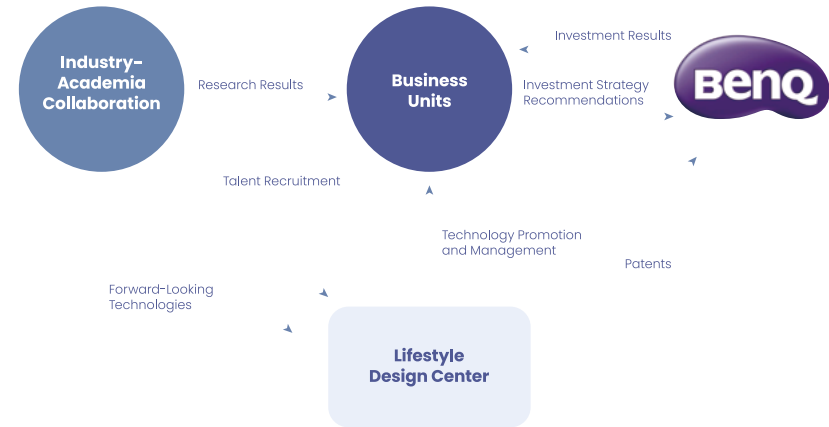 Industry-
Academia
Collaboration
Research Results
Business
Units
Investment Results
Investment Strategy
Recommendations
BenQ
Talent Recruitment
Technology Promotion
and Management
Patents
Forward-Looking
Technologies
Lifestyle
Design Center